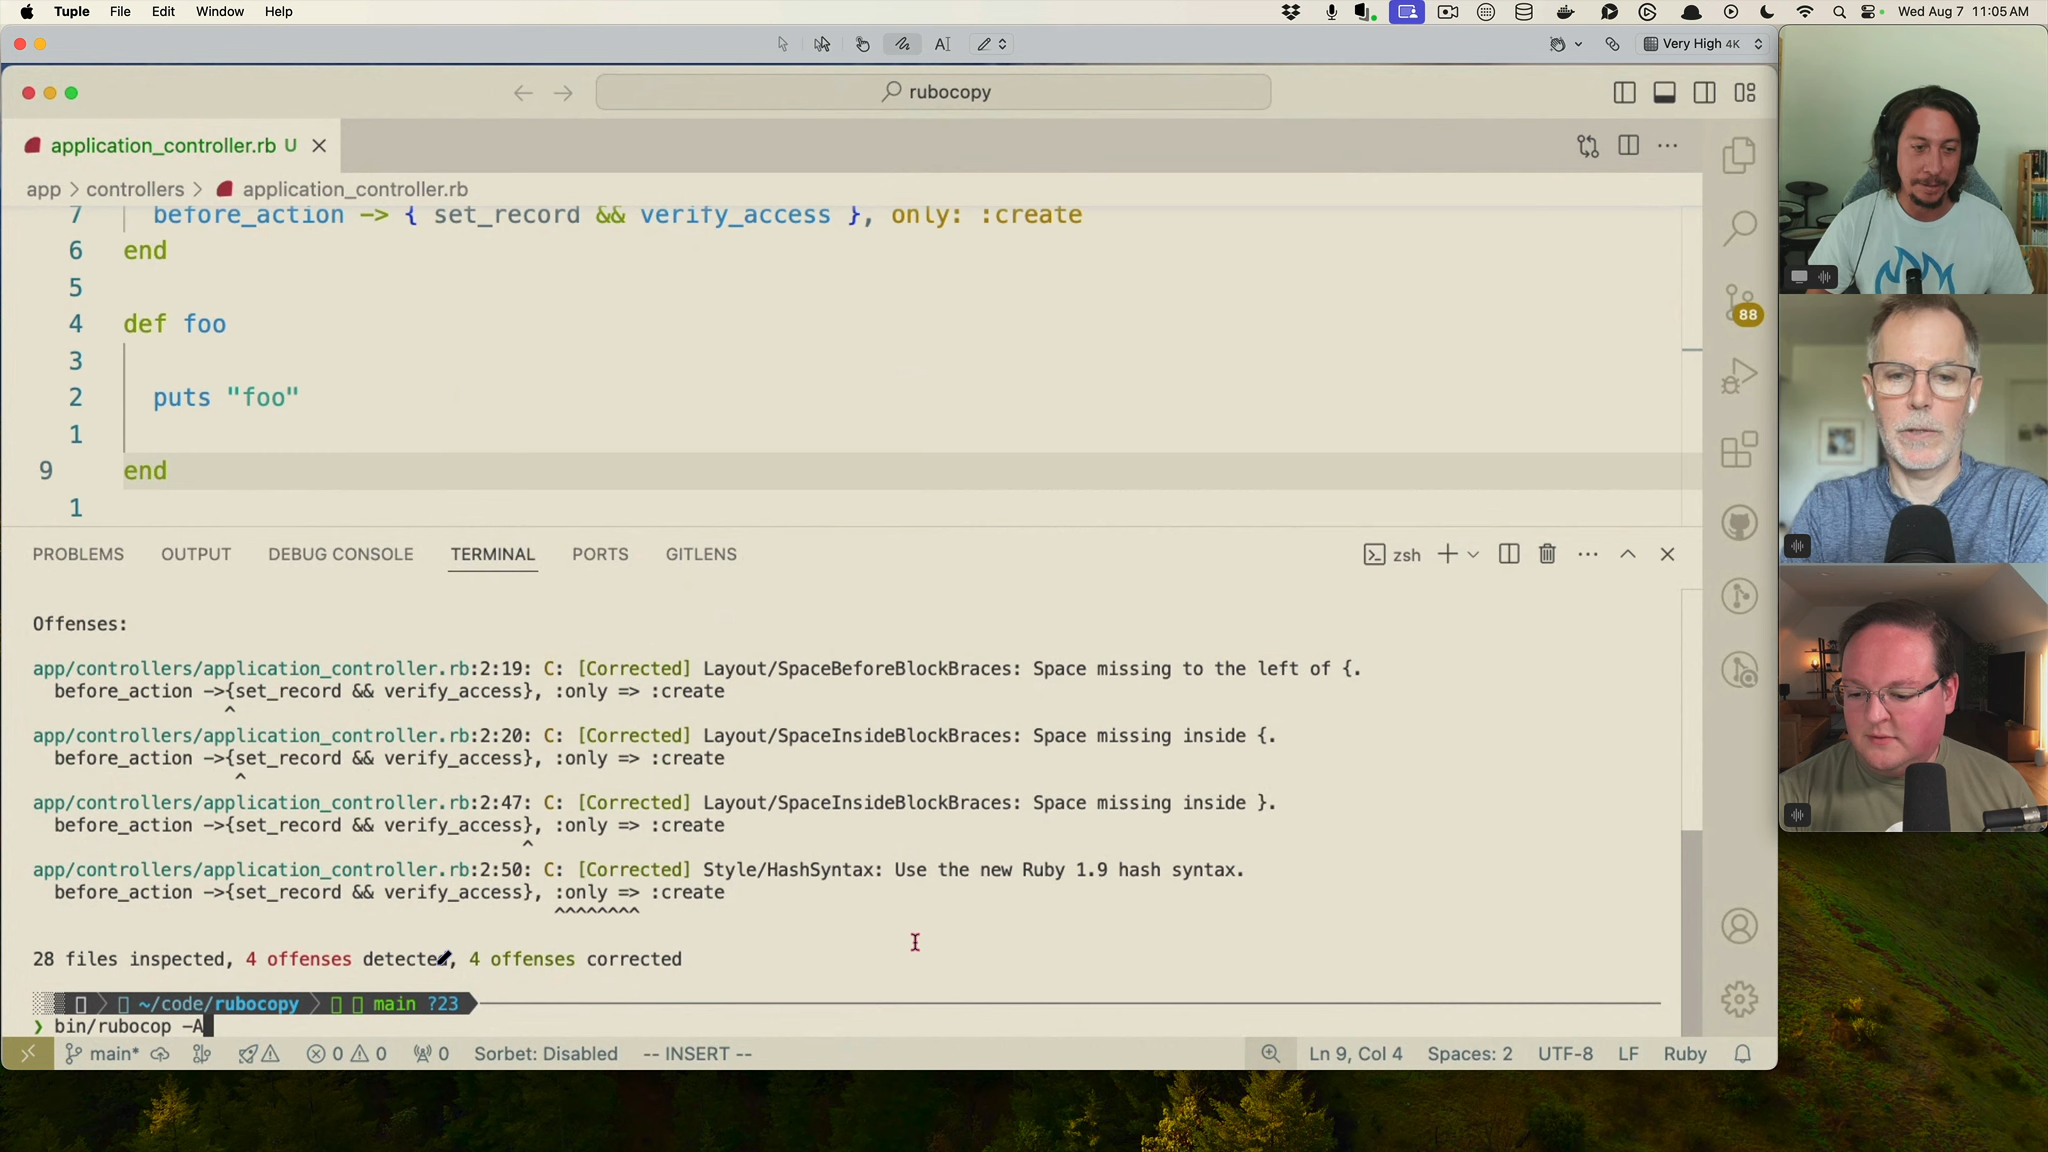 Tuple File Edit Window Help Wed Aug 7 11:05 AM
Very High 4K
rubocopy
application_controller.rb U
app > controllers > application_controller.rb
7 before_action -> { set_record && verify_access }, only: :create
6 end
5
4 def foo
3
2 puts "foo"
1
9 end
1
88
PROBLEMS OUTPUT DEBUG CONSOLE TERMINAL PORTS GITLENS zsh
Offenses:
app/controllers/application_controller.rb:2:19: C: [Corrected] Layout/SpaceBeforeBlockBraces: Space missing to the left of {.
before_action ->{set_record && verify_access}, :only => :create
^
app/controllers/application_controller.rb:2:20: C: [Corrected] Layout/SpaceInsideBlockBraces: Space missing inside {.
before_action ->{set_record && verify_access}, :only => :create
^
app/controllers/application_controller.rb:2:47: C: [Corrected] Layout/SpaceInsideBlockBraces: Space missing inside }.
before_action ->{set_record && verify_access}, :only => :create
^
app/controllers/application_controller.rb:2:50: C: [Corrected] Style/HashSyntax: Use the new Ruby 1.9 hash syntax.
before_action ->{set_record && verify_access}, :only => :create
^^^^^^^^
28 files inspected, 4 offenses detected, 4 offenses corrected
~/code/rubocopy main ?23
❯ bin/rubocop -A
main* 0 0 0 Sorbet: Disabled -- INSERT -- Ln 9, Col 4 Spaces: 2 UTF-8 LF Ruby